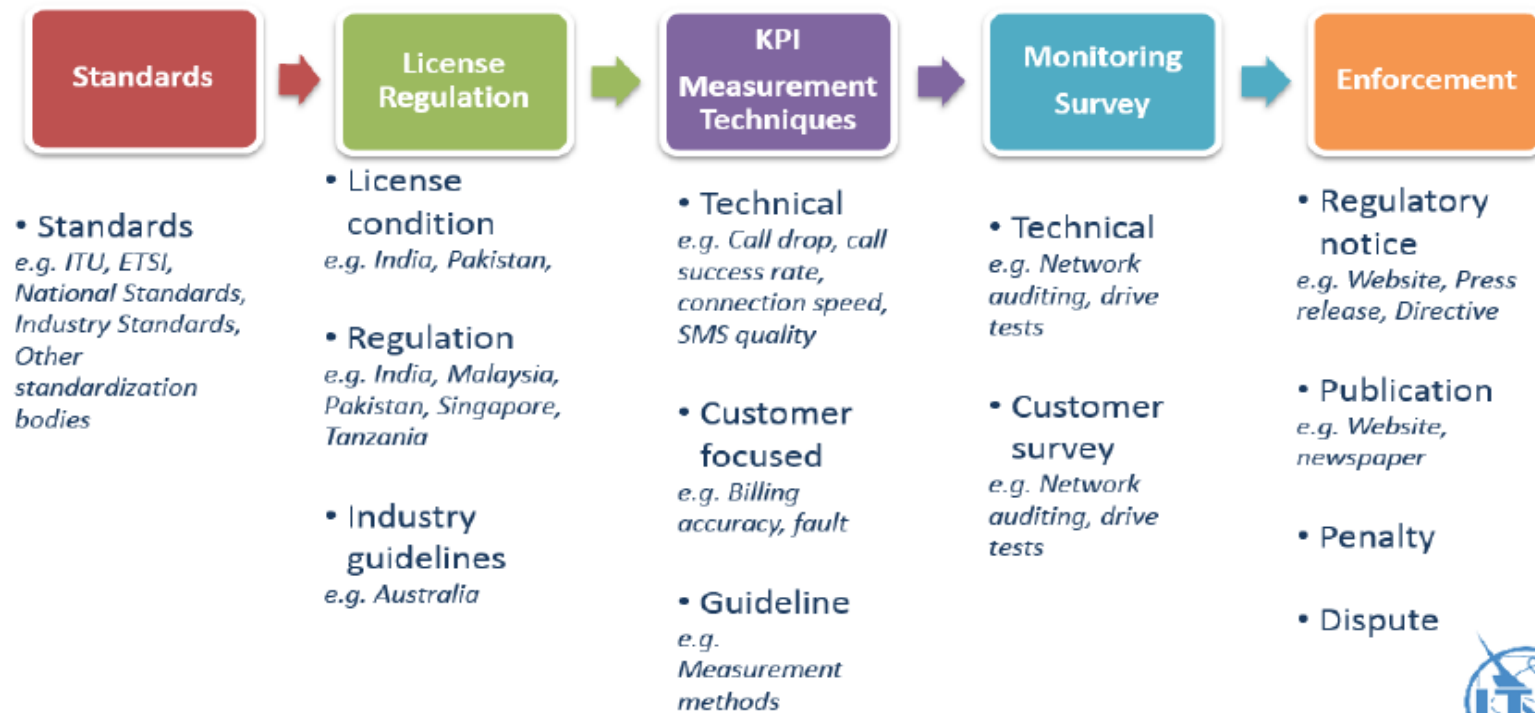 Standards
License
Regulation
KPI
Measurement
Techniques
Monitoring
Survey
Enforcement
• Standards
e.g. ITU, ETSI,
National Standards,
Industry Standards,
Other
standardization
bodies
• License
condition
e.g. India, Pakistan,
• Regulation
e.g. India, Malaysia,
Pakistan, Singapore,
Tanzania
• Industry
guidelines
e.g. Australia
• Technical
e.g. Call drop, call
success rate,
connection speed,
SMS quality
• Customer
focused
e.g. Billing
accuracy, fault
• Guideline
e.g.
Measurement
methods
• Technical
e.g. Network
auditing, drive
tests
• Customer
survey
e.g. Network
auditing, drive
tests
• Regulatory
notice
e.g. Website, Press
release, Directive
• Publication
e.g. Website,
newspaper
• Penalty
• Dispute